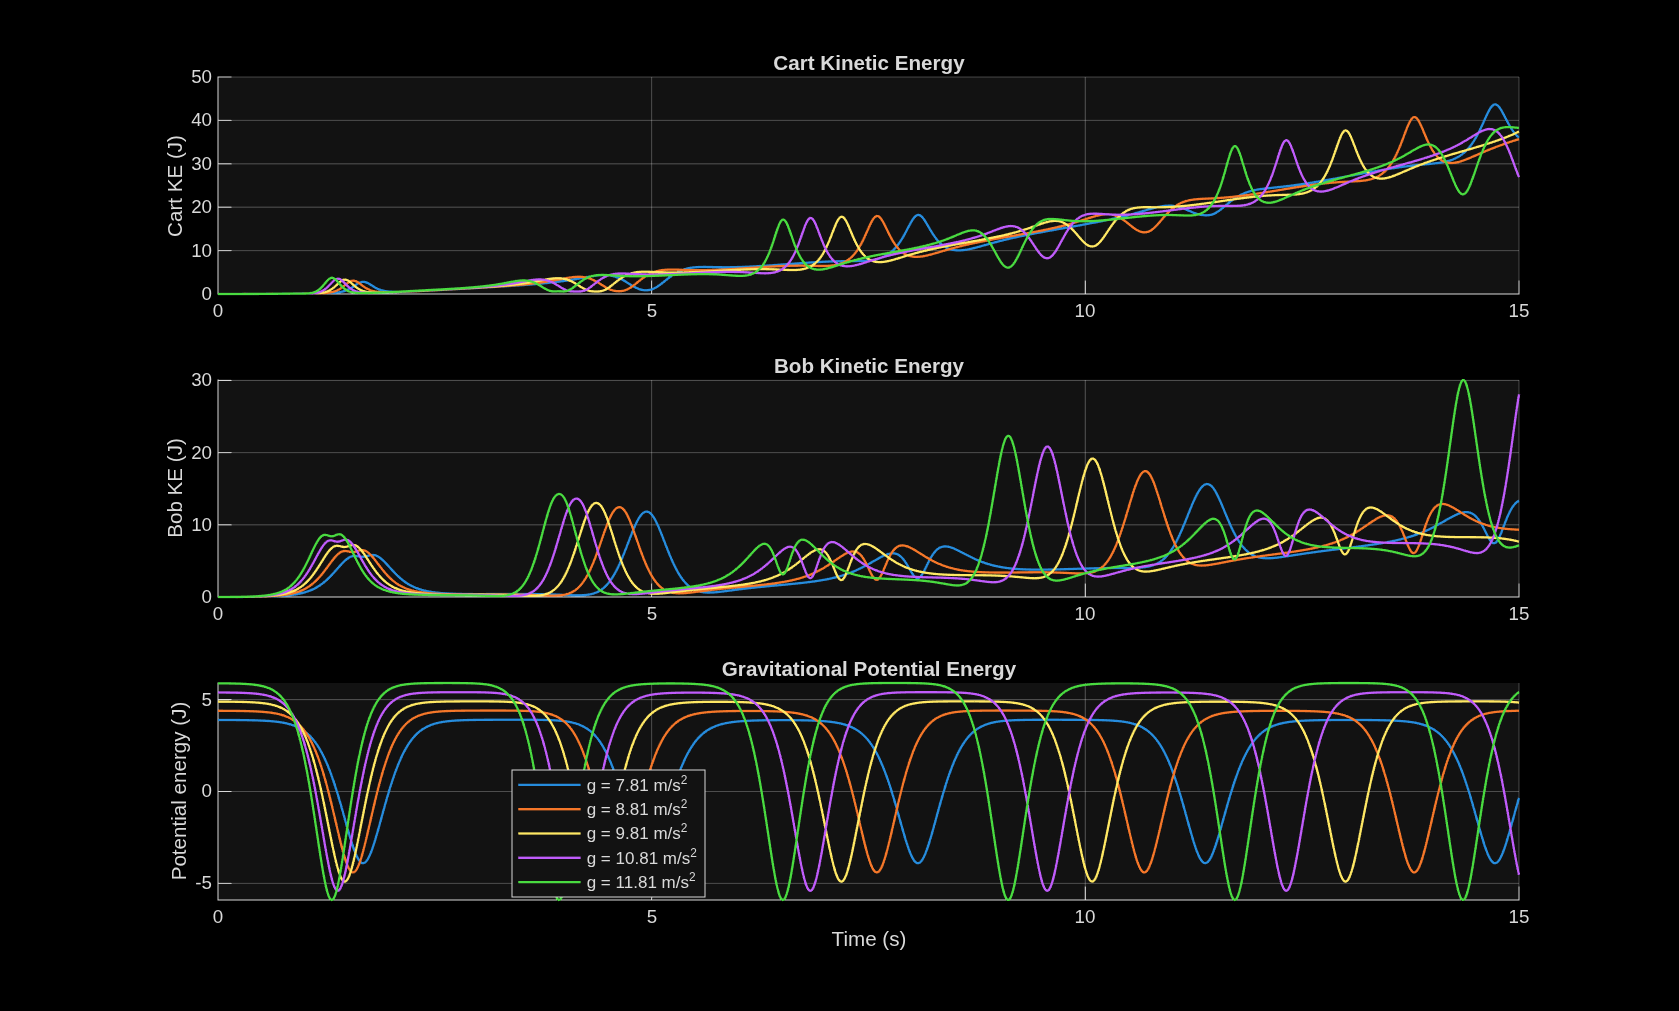 Cart Kinetic Energy
Cart KE (J)
50
40
30
20
10
0
0 5 10 15
Bob Kinetic Energy
Bob KE (J)
30
20
10
0
0 5 10 15
Gravitational Potential Energy
Potential energy (J)
5
0
-5
g = 7.81 m/s²
g = 8.81 m/s²
g = 9.81 m/s²
g = 10.81 m/s²
g = 11.81 m/s²
0 5 10 15
Time (s)